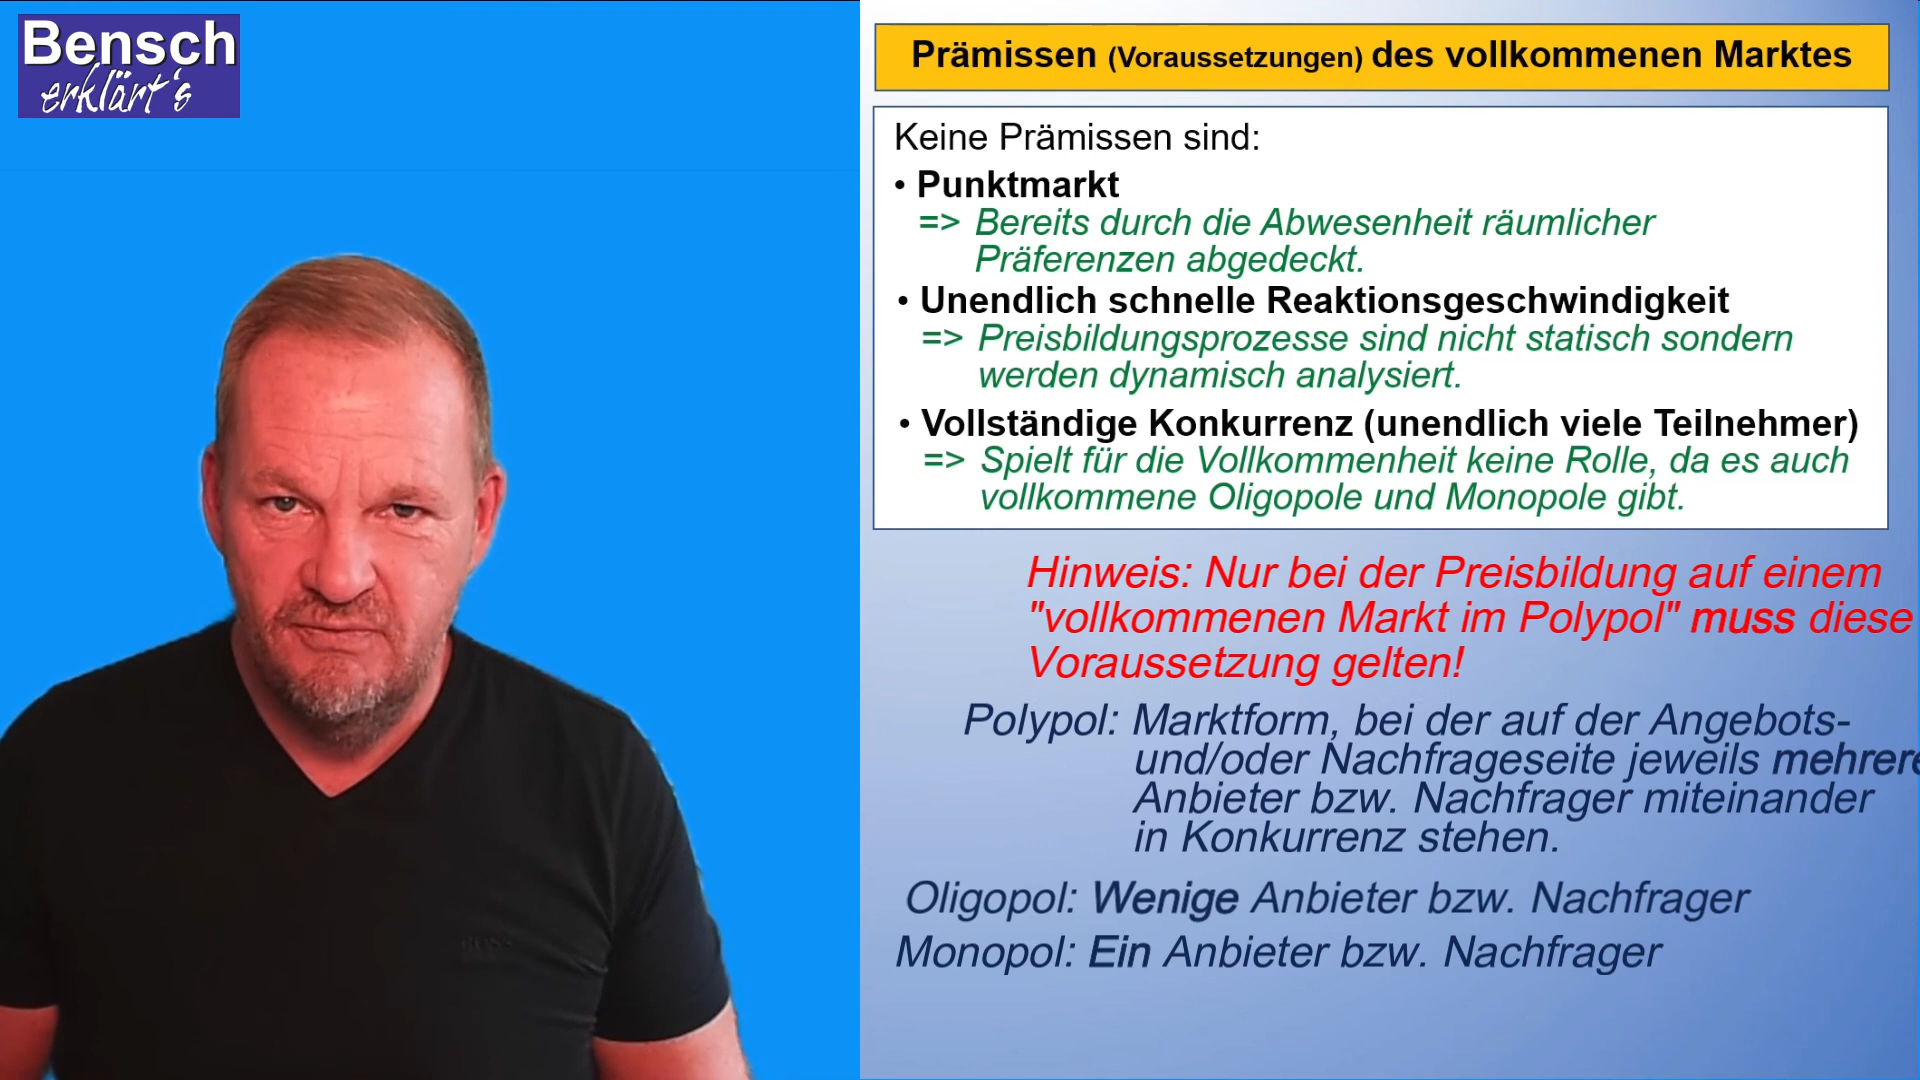 Bensch
erklärt's
Prämissen (Voraussetzungen) des vollkommenen Marktes
Keine Prämissen sind:
• Punktmarkt
=> Bereits durch die Abwesenheit räumlicher
Präferenzen abgedeckt.
• Unendlich schnelle Reaktionsgeschwindigkeit
=> Preisbildungsprozesse sind nicht statisch sondern
werden dynamisch analysiert.
• Vollständige Konkurrenz (unendlich viele Teilnehmer)
=> Spielt für die Vollkommenheit keine Rolle, da es auch
vollkommene Oligopole und Monopole gibt.
Hinweis: Nur bei der Preisbildung auf einem
"vollkommenen Markt im Polypol" muss diese
Voraussetzung gelten!
Polypol: Marktform, bei der auf der Angebots-
und/oder Nachfrageseite jeweils mehrere
Anbieter bzw. Nachfrager miteinander
in Konkurrenz stehen.
Oligopol: Wenige Anbieter bzw. Nachfrager
Monopol: Ein Anbieter bzw. Nachfrager
BOSS